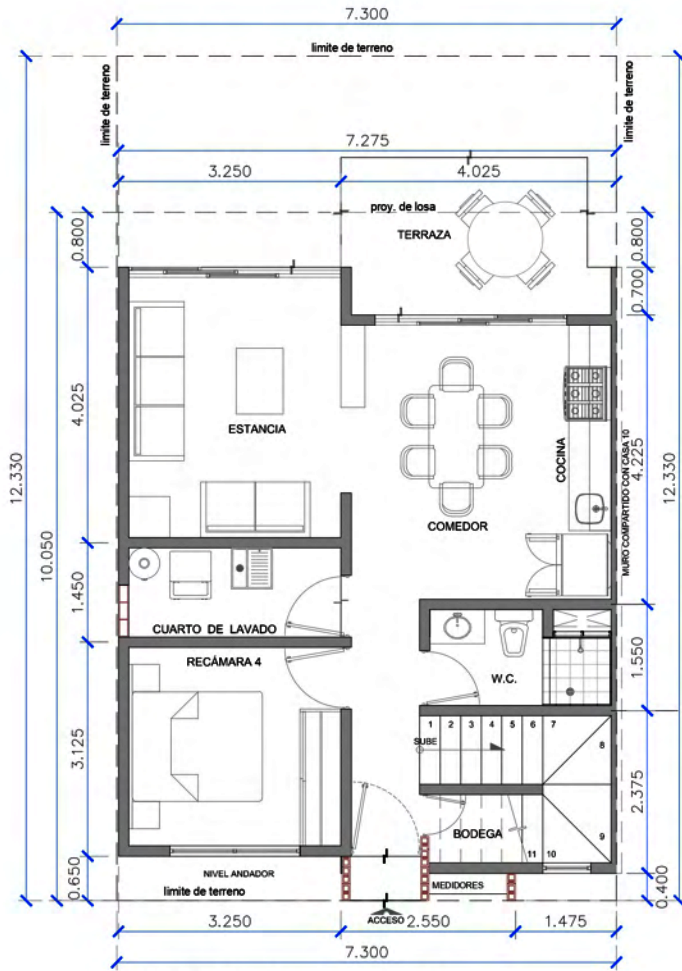 7.300
limite de terreno
limite de terreno
limite de terreno
7.275
3.250
4.025
proy. de losa
TERRAZA
0.800
0.800
0.700
4.025
ESTANCIA
COCINA
COMEDOR
4.225
MURO COMPARTIDO CON CASA 10
12.330
10.050
12.330
1.450
CUARTO DE LAVADO
RECÁMARA 4
W.C.
1.550
1 2 3 4 5 6 7
8
SUBE
3.125
2.375
BODEGA
9
11 10
0.650
NIVEL ANDADOR
limite de terreno
MEDIDORES
0.400
ACCESO
3.250
2.550
1.475
7.300